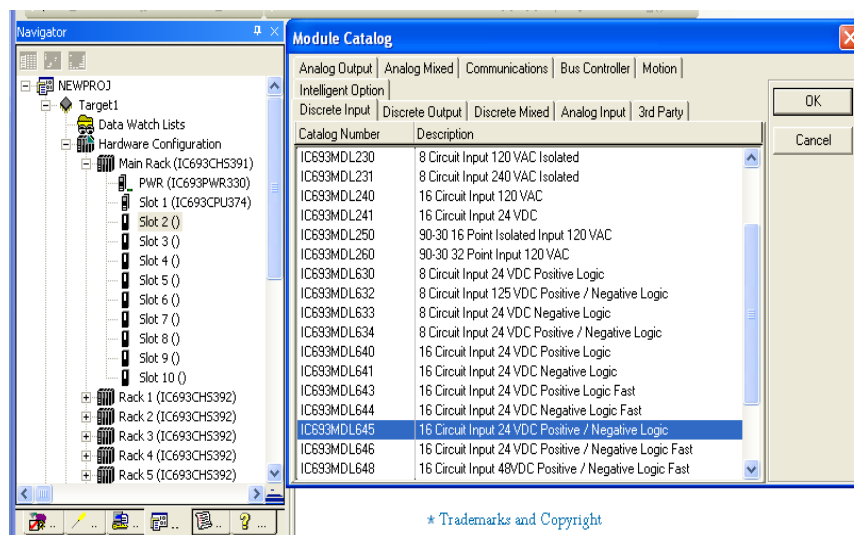 Navigator
NEWPROJ
Target1
Data Watch Lists
Hardware Configuration
Main Rack (IC693CHS391)
PWR (IC693PWR330)
Slot 1 (IC693CPU374)
Slot 2 ()
Slot 3 ()
Slot 4 ()
Slot 5 ()
Slot 6 ()
Slot 7 ()
Slot 8 ()
Slot 9 ()
Slot 10 ()
Rack 1 (IC693CHS392)
Rack 2 (IC693CHS392)
Rack 3 (IC693CHS392)
Rack 4 (IC693CHS392)
Rack 5 (IC693CHS392)
Module Catalog
Analog Output Analog Mixed Communications Bus Controller Motion
Intelligent Option
Discrete Input Discrete Output Discrete Mixed Analog Input 3rd Party
Catalog Number Description
IC693MDL230 8 Circuit Input 120 VAC Isolated
IC693MDL231 8 Circuit Input 240 VAC Isolated
IC693MDL240 16 Circuit Input 120 VAC
IC693MDL241 16 Circuit Input 24 VDC
IC693MDL250 90-30 16 Point Isolated Input 120 VAC
IC693MDL260 90-30 32 Point Input 120 VAC
IC693MDL630 8 Circuit Input 24 VDC Positive Logic
IC693MDL632 8 Circuit Input 125 VDC Positive / Negative Logic
IC693MDL633 8 Circuit Input 24 VDC Negative Logic
IC693MDL634 8 Circuit Input 24 VDC Positive / Negative Logic
IC693MDL640 16 Circuit Input 24 VDC Positive Logic
IC693MDL641 16 Circuit Input 24 VDC Negative Logic
IC693MDL643 16 Circuit Input 24 VDC Positive Logic Fast
IC693MDL644 16 Circuit Input 24 VDC Negative Logic Fast
IC693MDL645 16 Circuit Input 24 VDC Positive / Negative Logic
IC693MDL646 16 Circuit Input 24 VDC Positive / Negative Logic Fast
IC693MDL648 16 Circuit Input 48VDC Positive / Negative Logic Fast
OK
Cancel
* Trademarks and Copyright